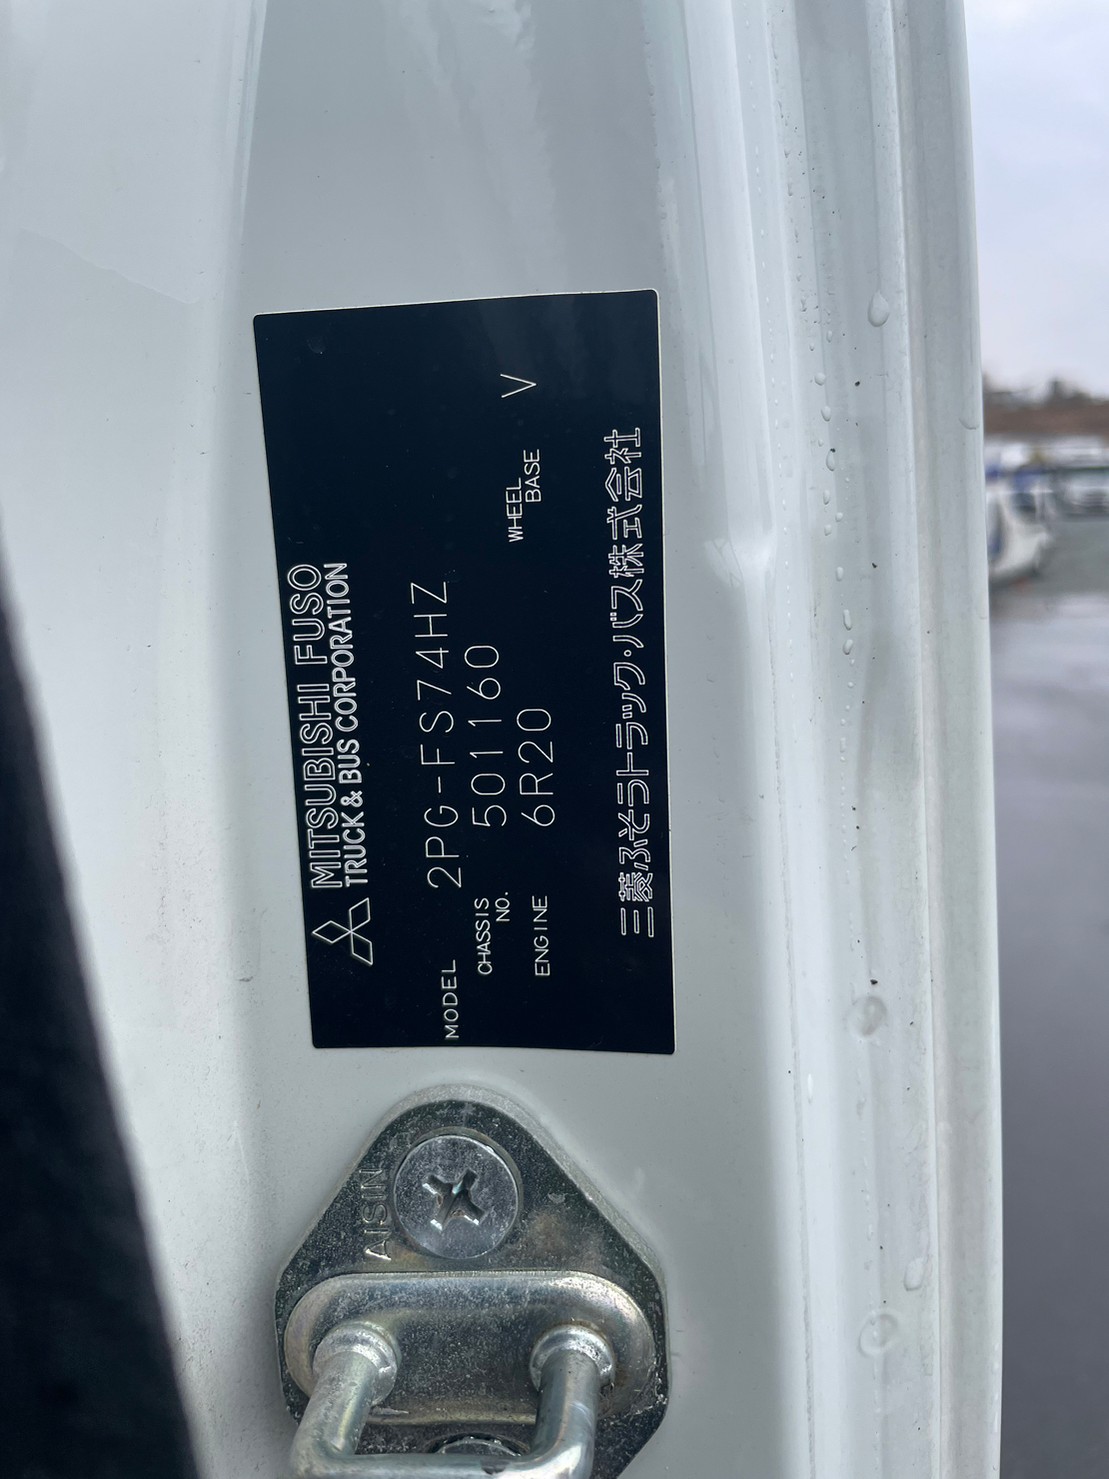 MITSUBISHI FUSO
TRUCK & BUS CORPORATION
MODEL 2PG-FS74HZ
CHASSIS NO. 501160
ENGINE 6R20 WHEEL BASE V
三菱ふそうトラック・バス株式会社
AISIN